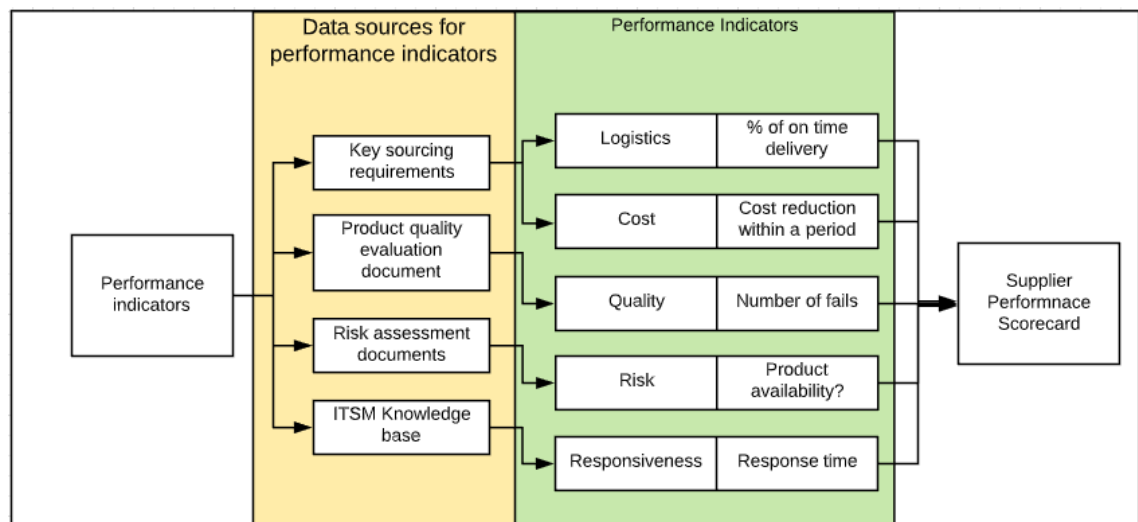 Data sources for
performance indicators
Performance Indicators
Performance
indicators
Key sourcing
requirements
Product quality
evaluation
document
Risk assessment
documents
ITSM Knowledge
base
Logistics
% of on time
delivery
Cost
Cost reduction
within a period
Quality
Number of fails
Risk
Product
availability?
Responsiveness
Response time
Supplier
Performnace
Scorecard